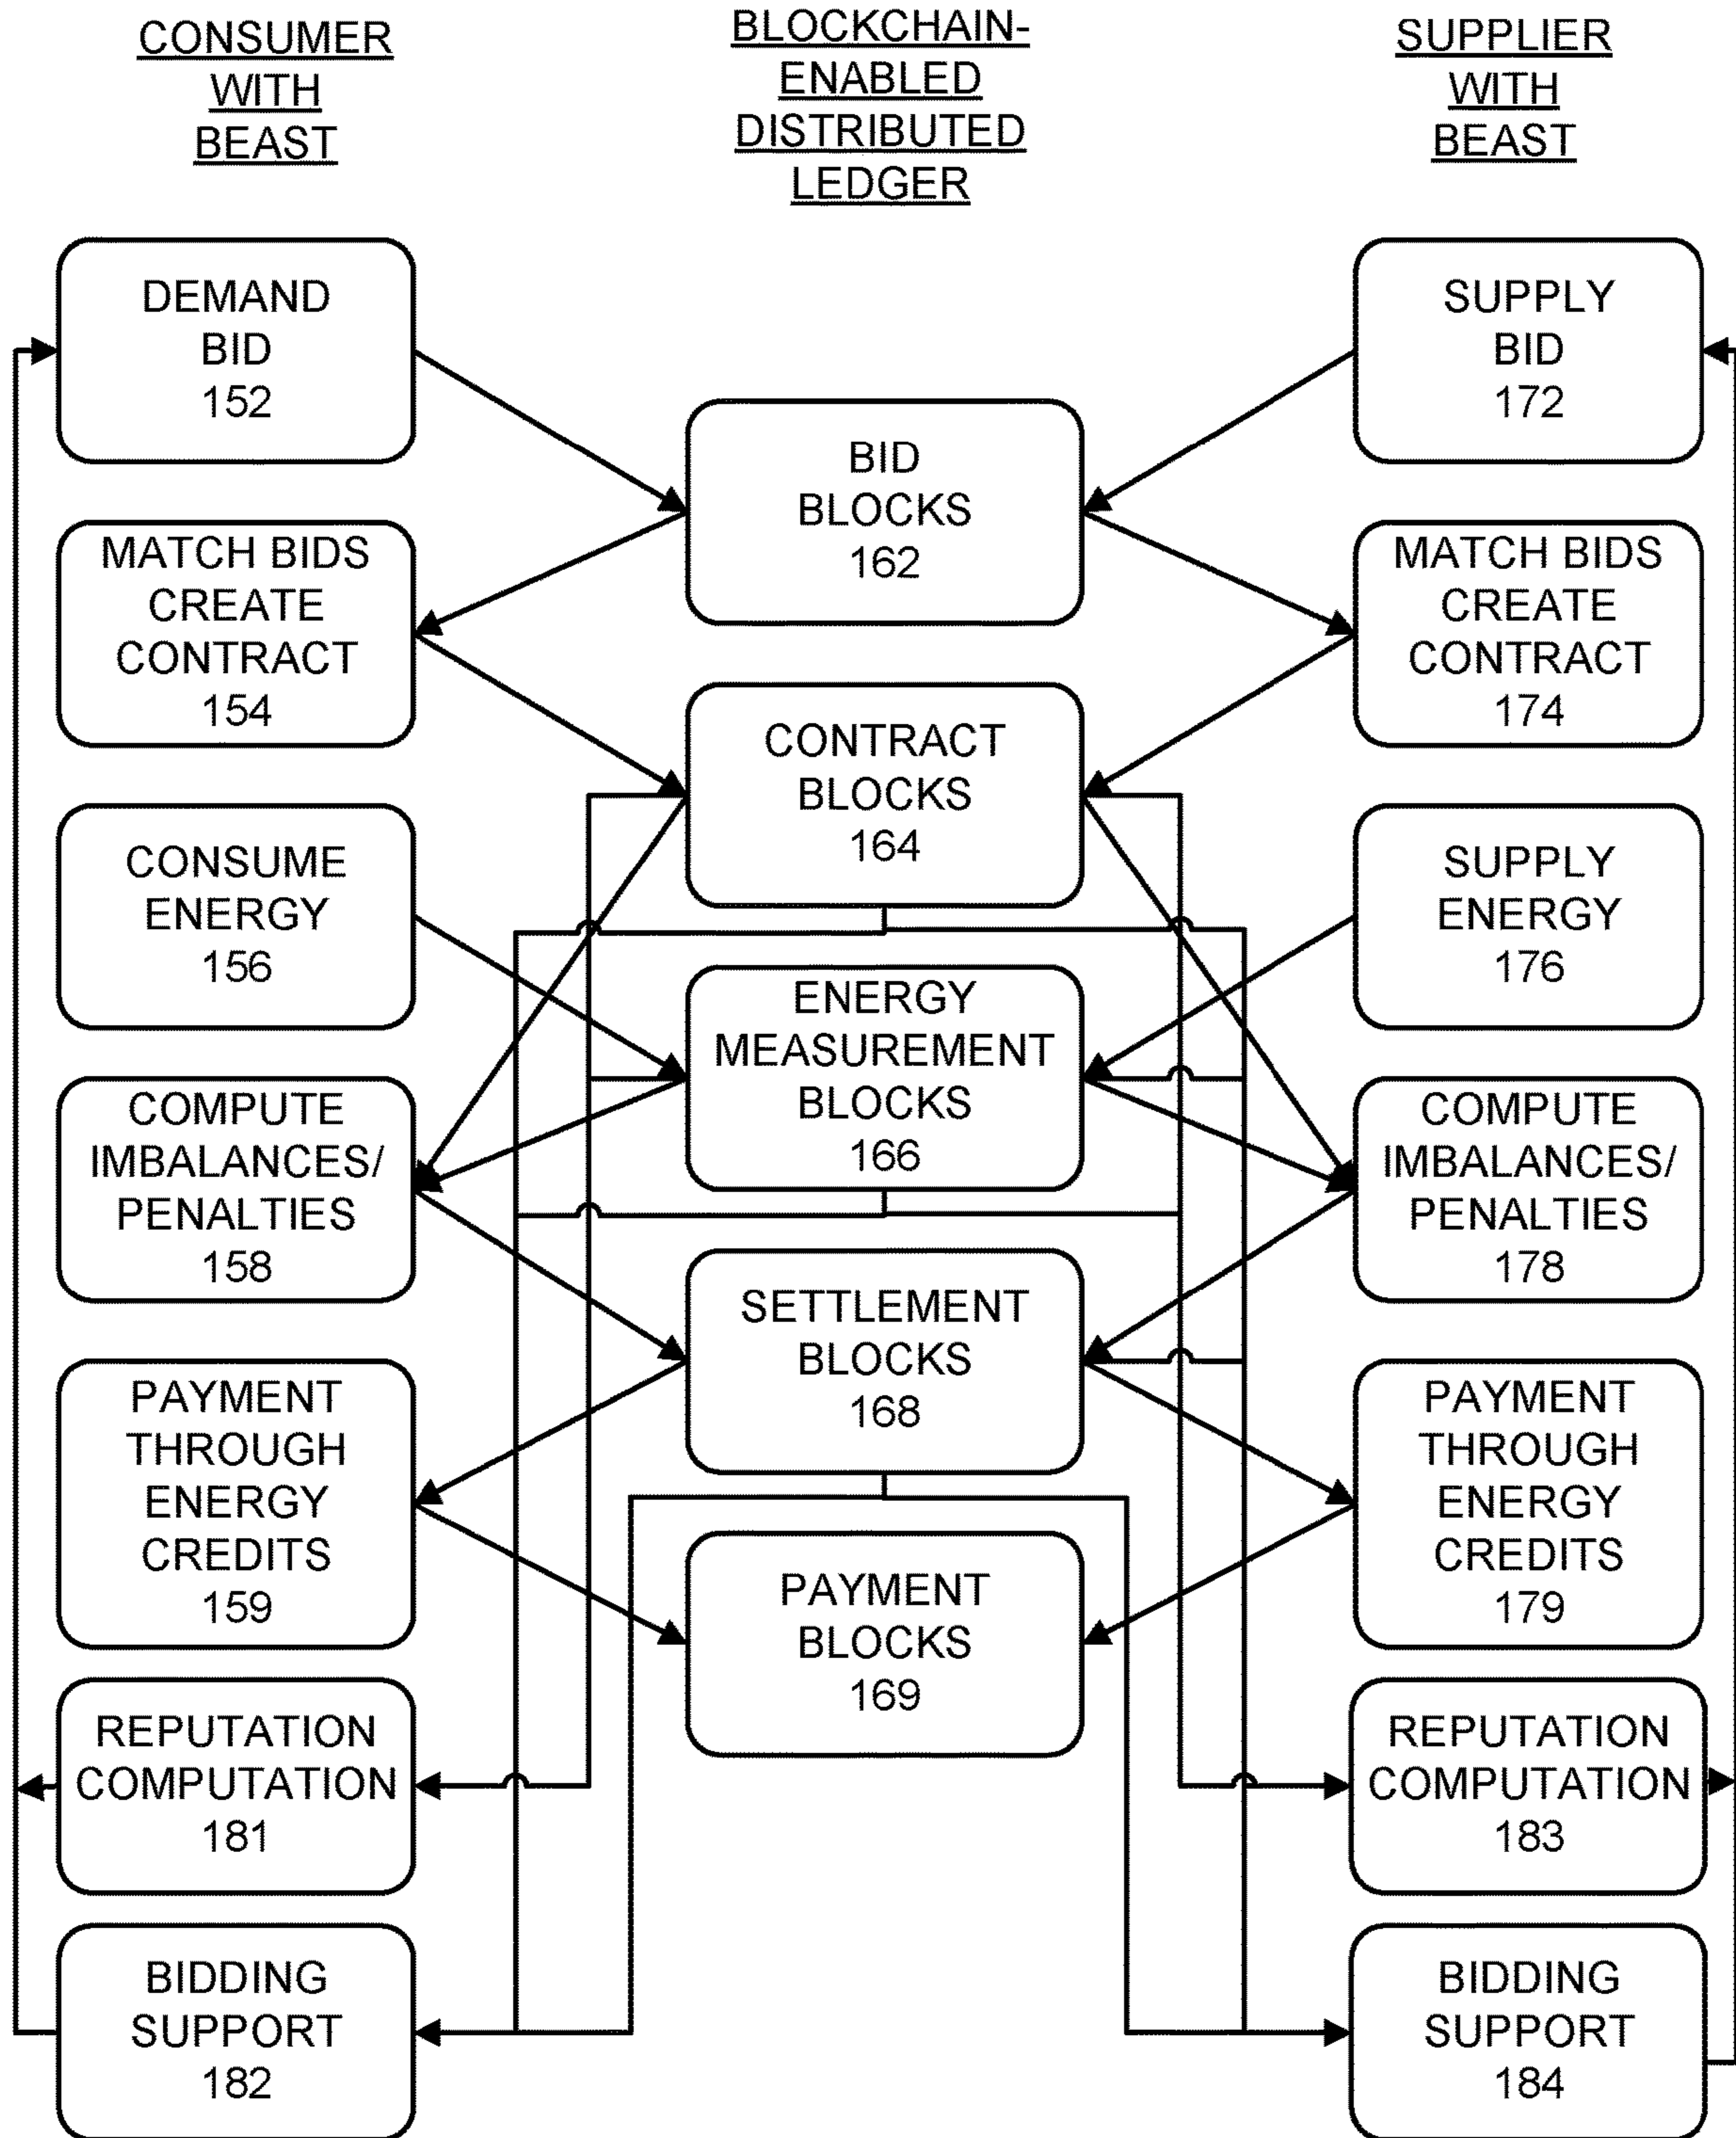 CONSUMER
WITH
BEAST
BLOCKCHAIN-
ENABLED
DISTRIBUTED
LEDGER
SUPPLIER
WITH
BEAST
DEMAND
BID
152
SUPPLY
BID
172
BID
BLOCKS
162
MATCH BIDS
CREATE
CONTRACT
154
MATCH BIDS
CREATE
CONTRACT
174
CONTRACT
BLOCKS
164
CONSUME
ENERGY
156
SUPPLY
ENERGY
176
ENERGY
MEASUREMENT
BLOCKS
166
COMPUTE
IMBALANCES/
PENALTIES
158
COMPUTE
IMBALANCES/
PENALTIES
178
SETTLEMENT
BLOCKS
168
PAYMENT
THROUGH
ENERGY
CREDITS
159
PAYMENT
THROUGH
ENERGY
CREDITS
179
PAYMENT
BLOCKS
169
REPUTATION
COMPUTATION
181
REPUTATION
COMPUTATION
183
BIDDING
SUPPORT
182
BIDDING
SUPPORT
184